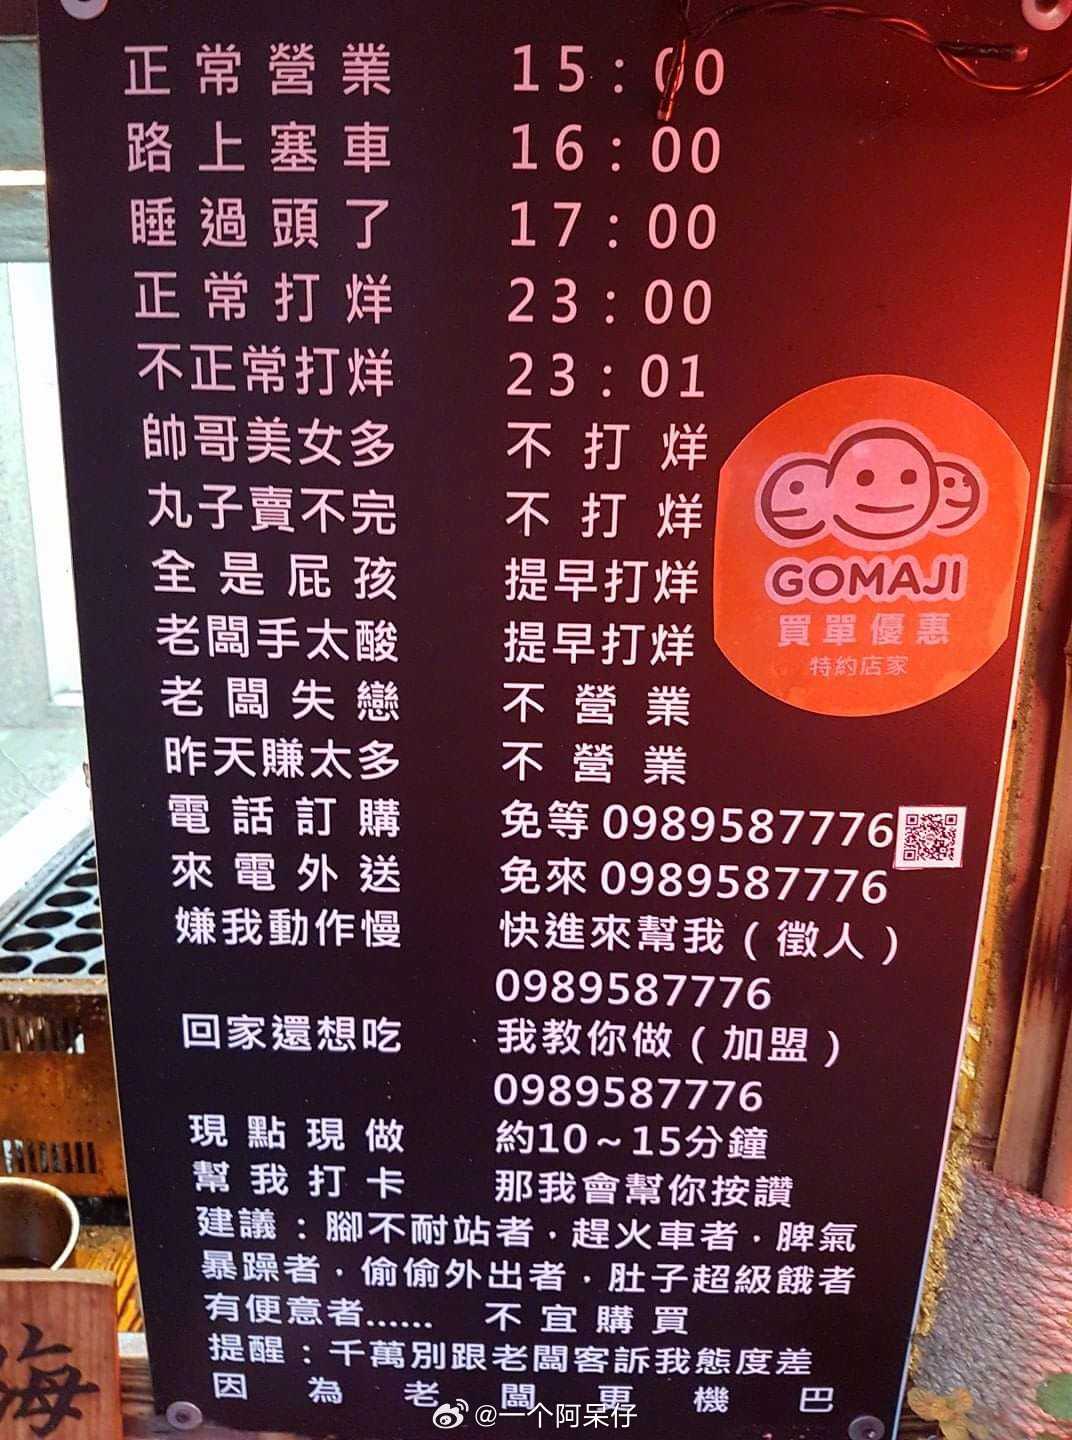 正常營業 15:00
路上塞車 16:00
睡過頭了 17:00
正常打烊 23:00
不正常打烊 23:01
帥哥美女多 不打烊
丸子賣不完 不打烊
全是屁孩 提早打烊
老闆手太酸 提早打烊
老闆失戀 不營業
昨天賺太多 不營業
電話訂購 免等 0989587776
來電外送 免來 0989587776
嫌我動作慢 快進來幫我(徵人)
0989587776
回家還想吃 我教你做(加盟)
0989587776
現點現做 約10~15分鐘
幫我打卡 那我會幫你按讚
建議:腳不耐站者.趕火車者.脾氣
暴躁者.偷偷外出者.肚子超級餓者
有便意者…… 不宜購買
提醒:千萬別跟老闆客訴我態度差
因為老闆更機巴
GOMAJI
買單優惠
特約店家
海
@一个阿呆仔